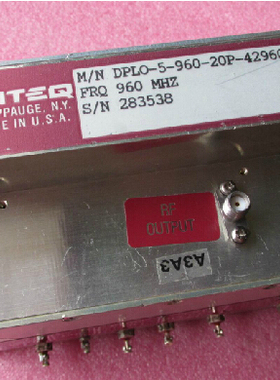 ITEQ
PPAUGE, N.Y.
E IN U.S.A.
M/N DPLO-5-960-20P-4296
FRQ 960 MHZ
S/N 283538
RF
OUTPUT
A3A3